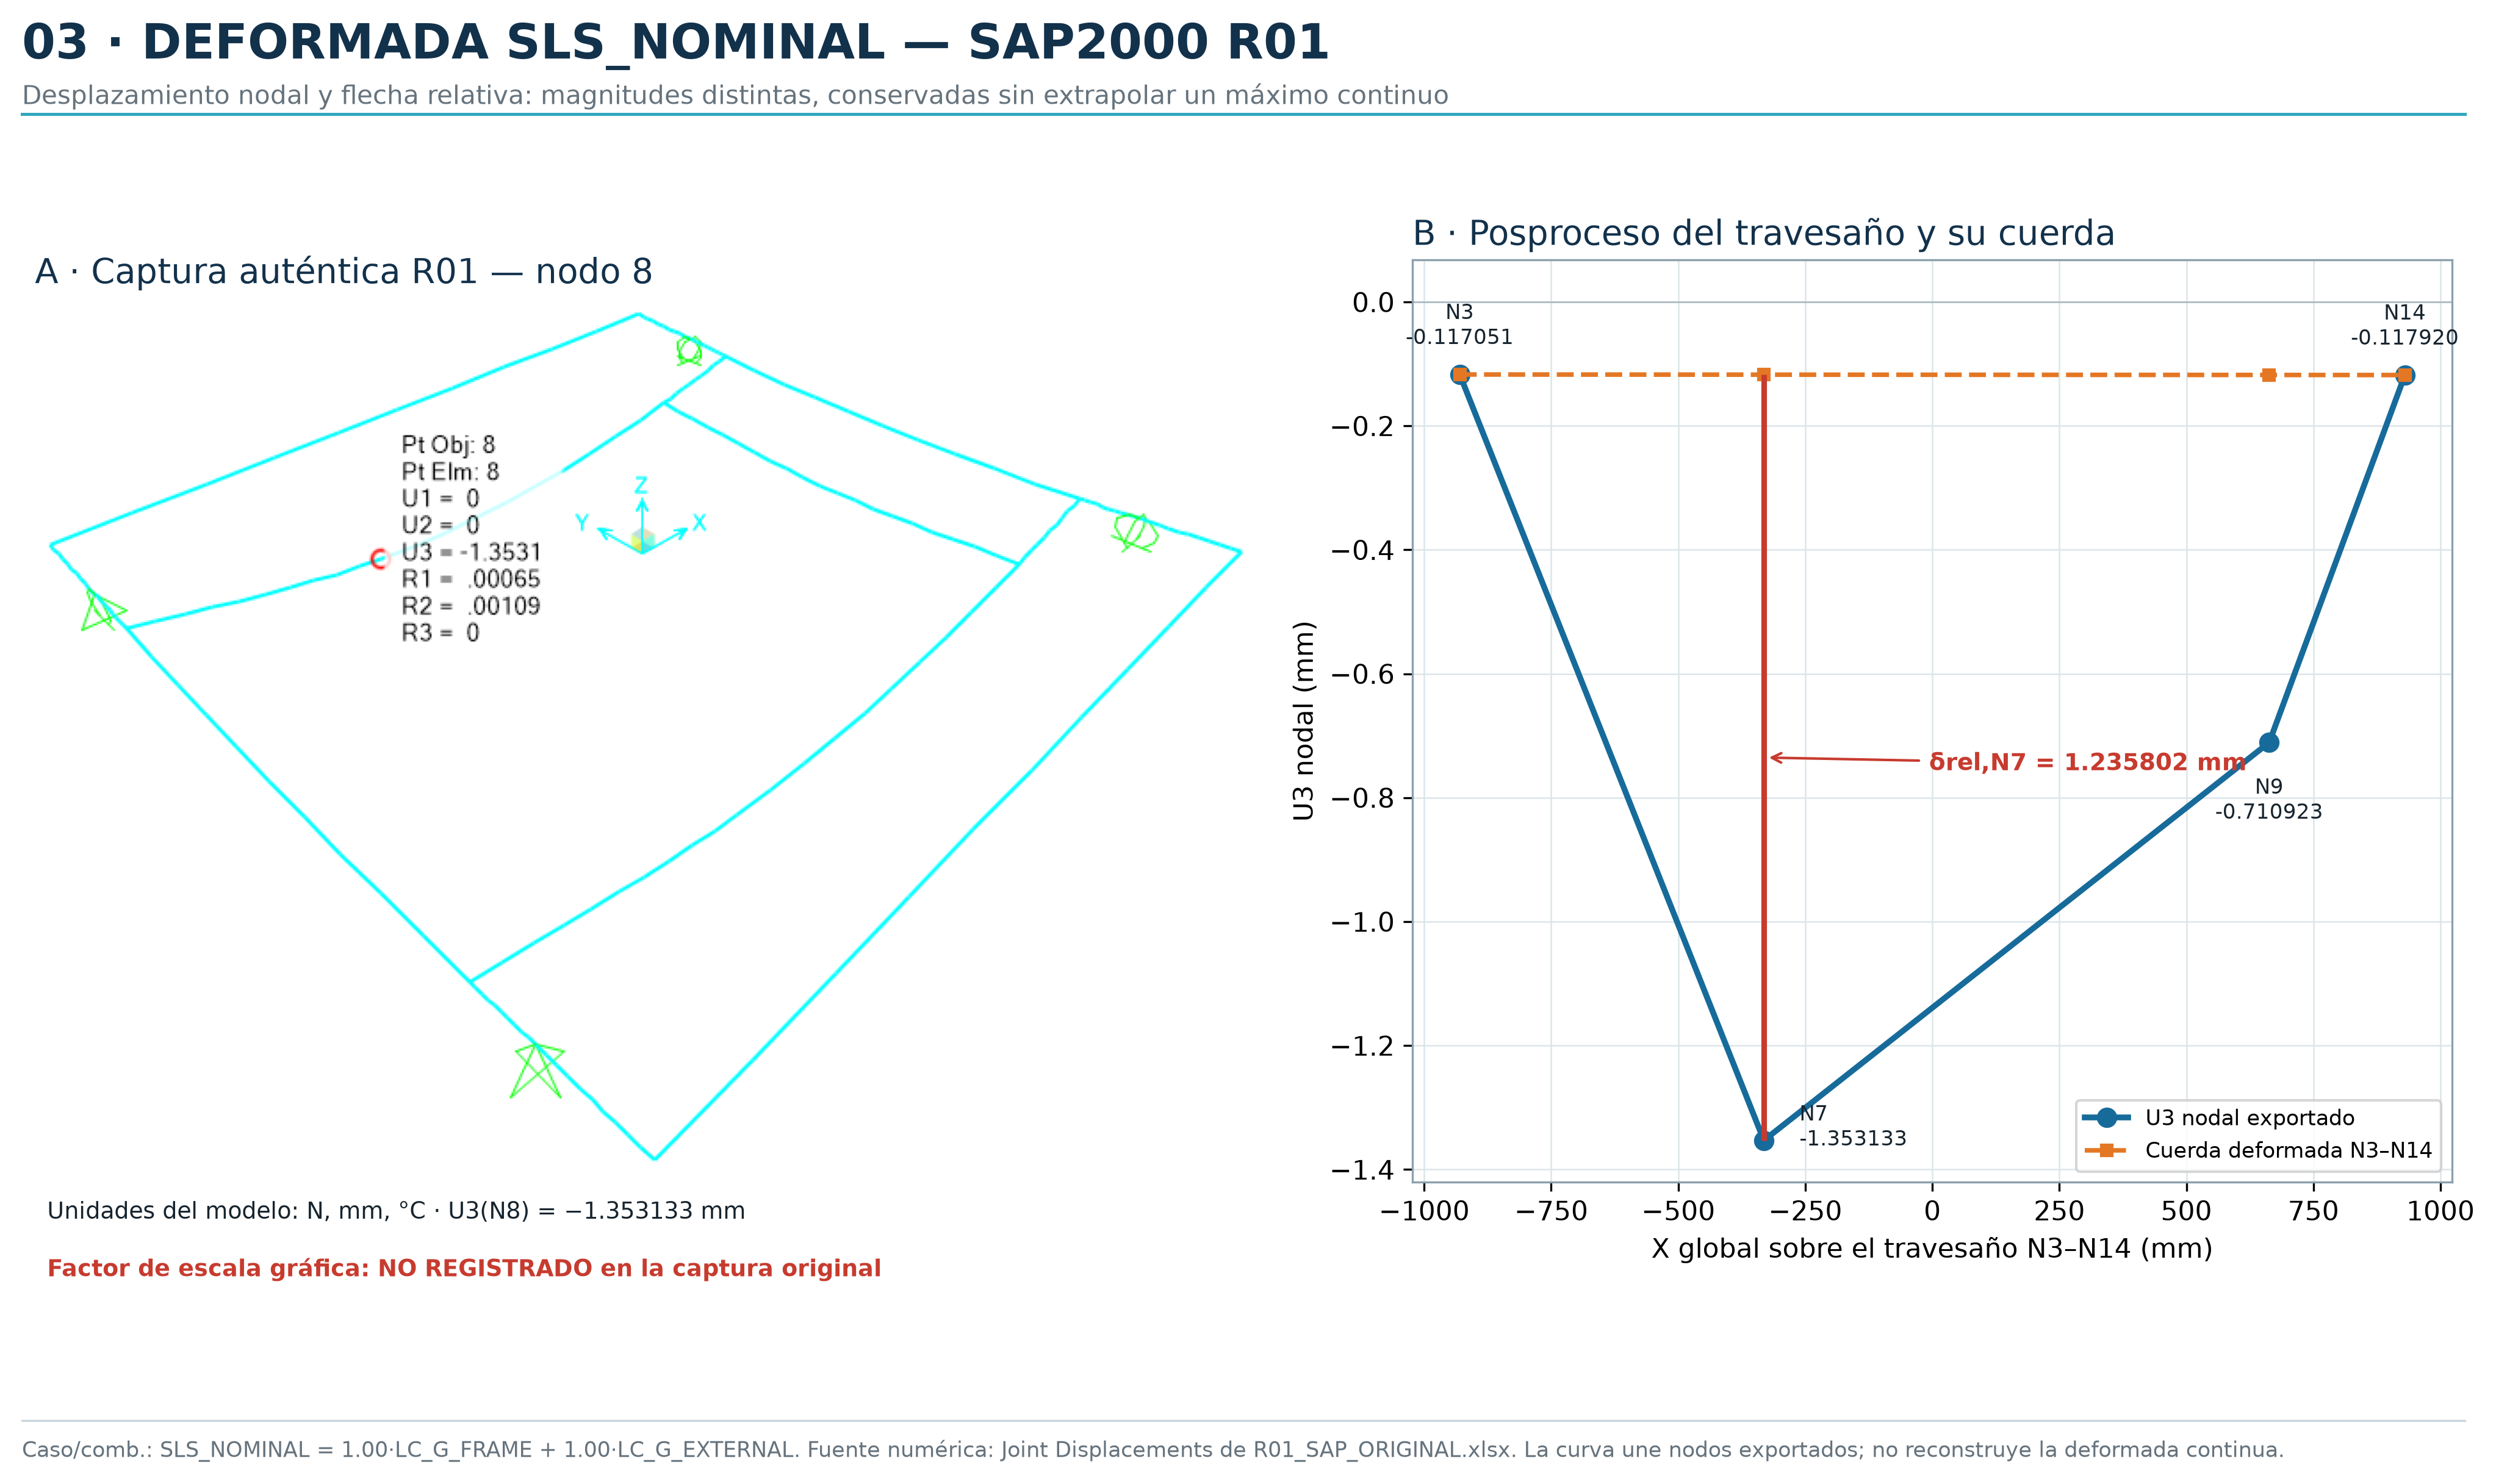 03 · DEFORMADA SLS_NOMINAL — SAP2000 R01
Desplazamiento nodal y flecha relativa: magnitudes distintas, conservadas sin extrapolar un máximo continuo
A · Captura auténtica R01 — nodo 8
Pt Obj: 8
Pt Elm: 8
U1 = 0
U2 = 0
U3 = -1.3531
R1 = .00065
R2 = .00109
R3 = 0
Z
Y
X
Unidades del modelo: N, mm, °C · U3(N8) = −1.353133 mm
Factor de escala gráfica: NO REGISTRADO en la captura original
B · Posproceso del travesaño y su cuerda
U3 nodal (mm)
0.0
−0.2
−0.4
−0.6
−0.8
−1.0
−1.2
−1.4
N3
-0.117051
N14
-0.117920
δrel,N7 = 1.235802 mm
N9
-0.710923
N7
-1.353133
U3 nodal exportado
Cuerda deformada N3–N14
−1000 −750 −500 −250 0 250 500 750 1000
X global sobre el travesaño N3–N14 (mm)
Caso/comb.: SLS_NOMINAL = 1.00·LC_G_FRAME + 1.00·LC_G_EXTERNAL. Fuente numérica: Joint Displacements de R01_SAP_ORIGINAL.xlsx. La curva une nodos exportados; no reconstruye la deformada continua.